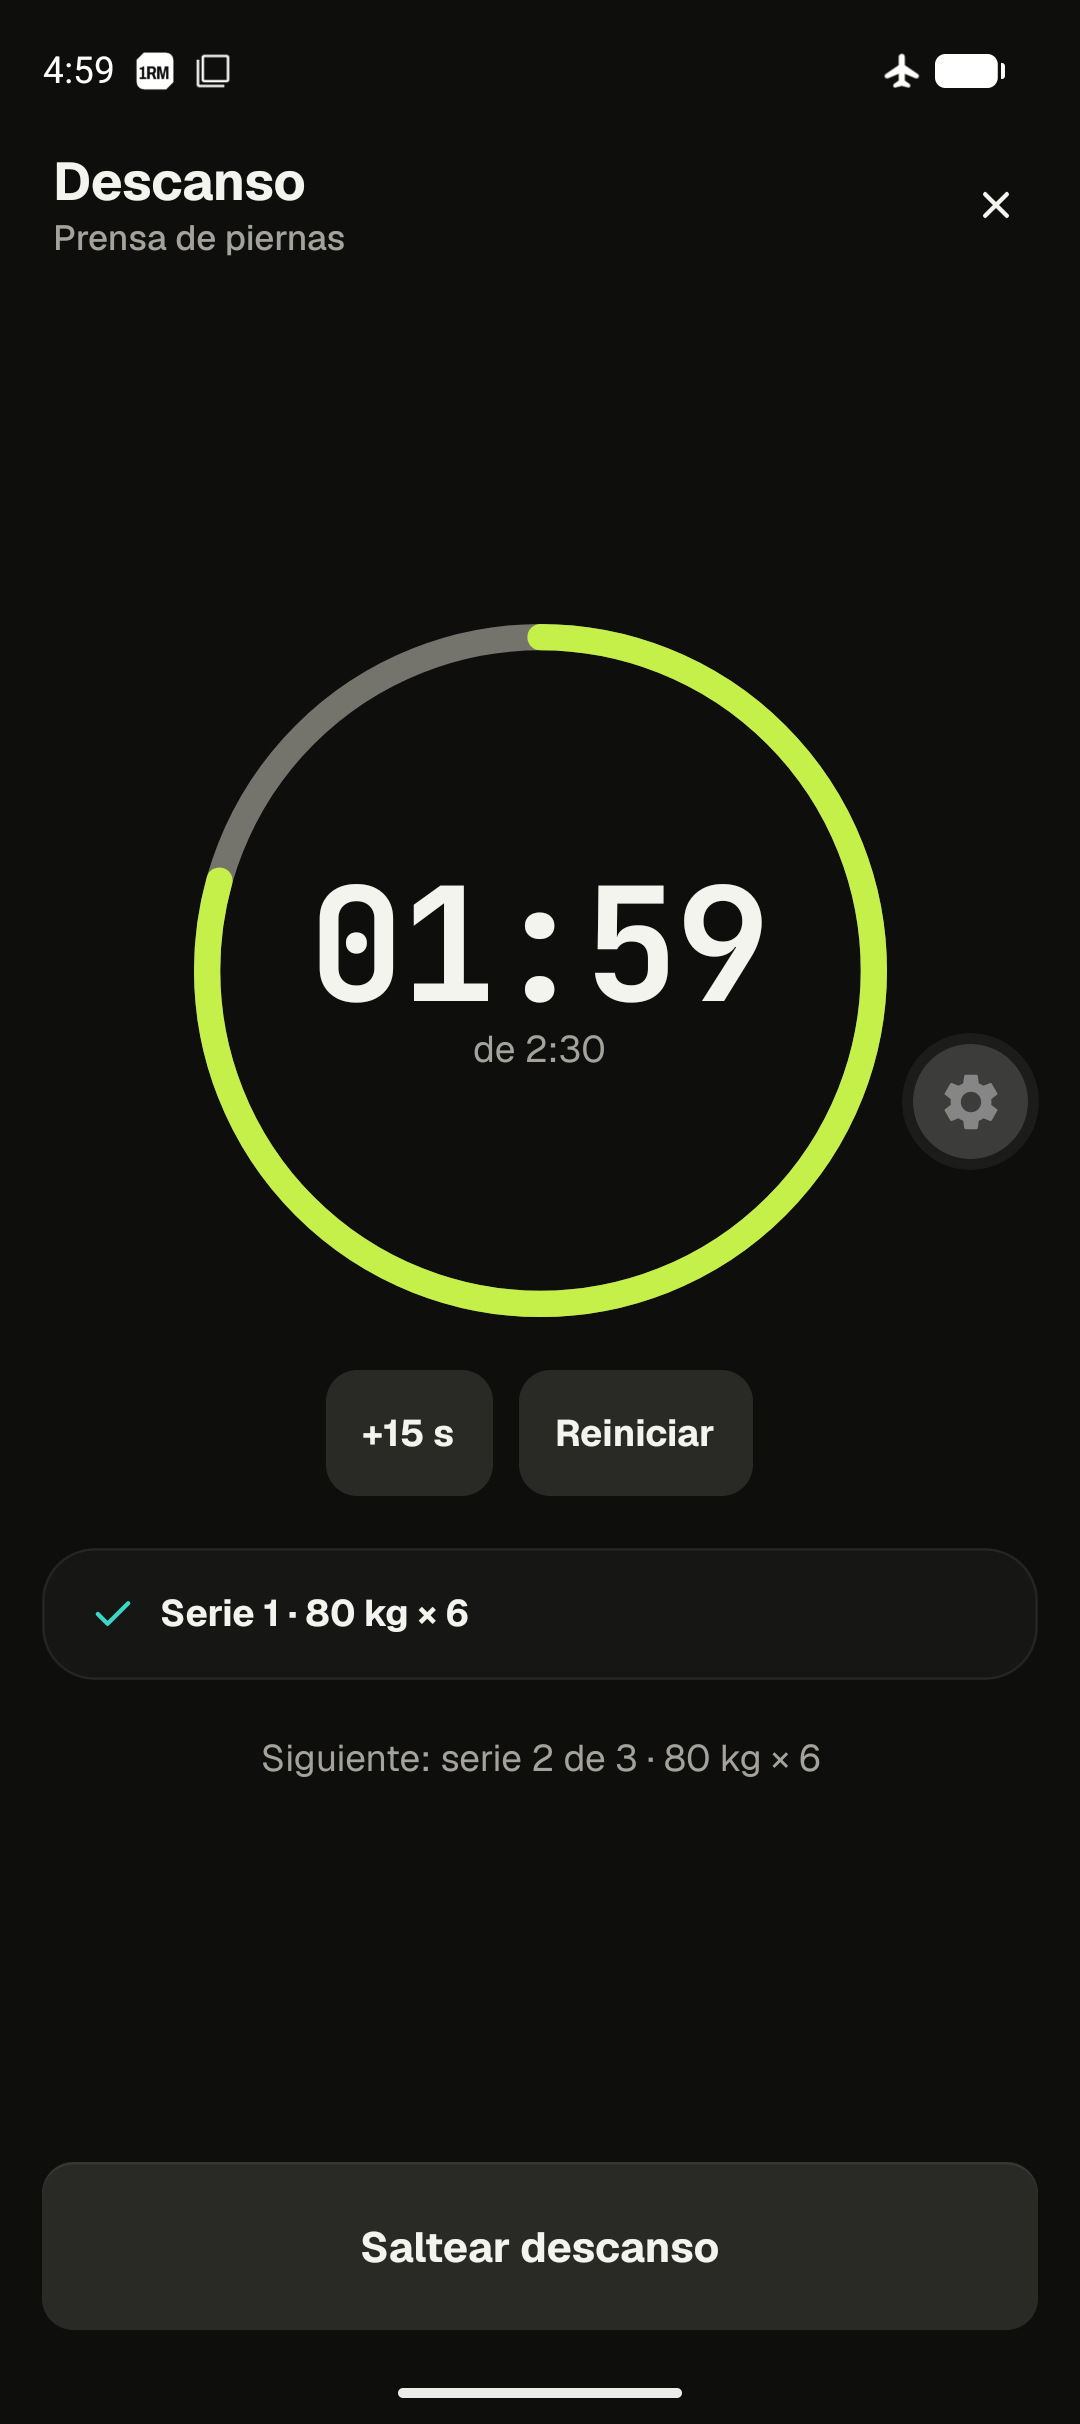 4:59 1RM
Descanso
Prensa de piernas
01:59
de 2:30
+15 s Reiniciar
Serie 1 · 80 kg × 6
Siguiente: serie 2 de 3 · 80 kg × 6
Saltear descanso